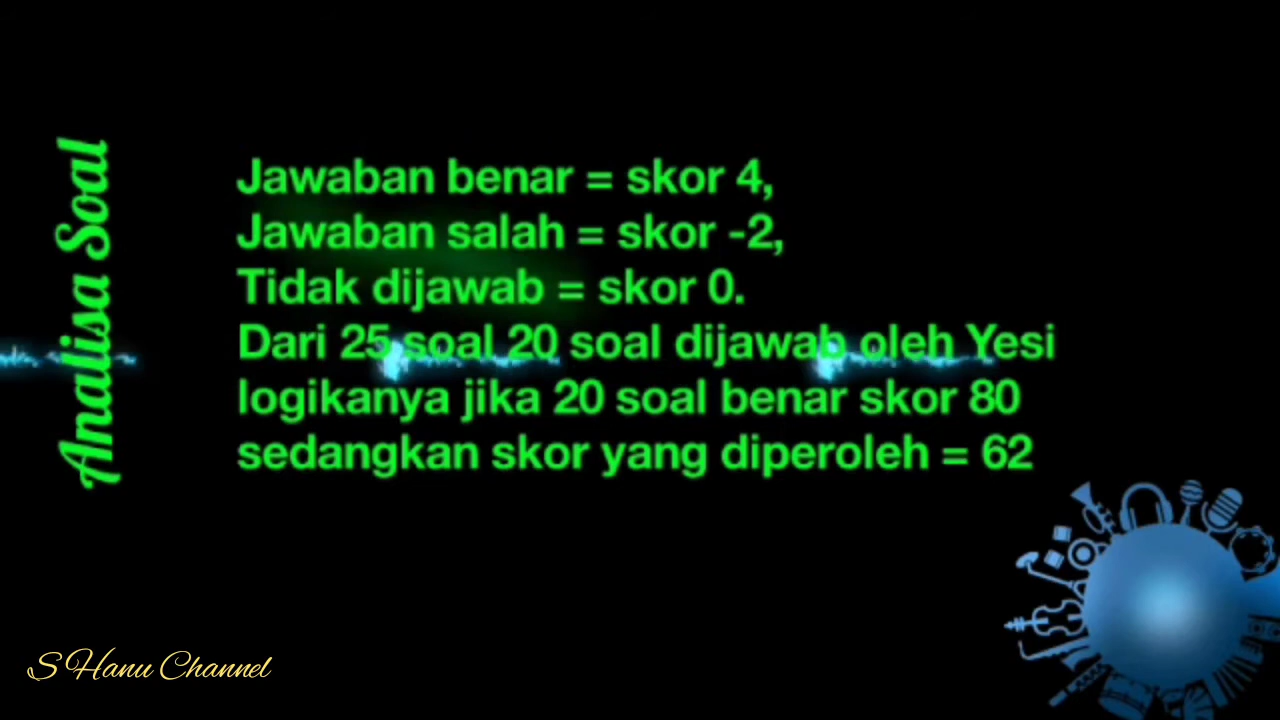 Analisa Soal
Jawaban benar = skor 4,
Jawaban salah = skor -2,
Tidak dijawab = skor 0.
Dari 25 soal 20 soal dijawab oleh Yesi
logikanya jika 20 soal benar skor 80
sedangkan skor yang diperoleh = 62
S Hanu Channel